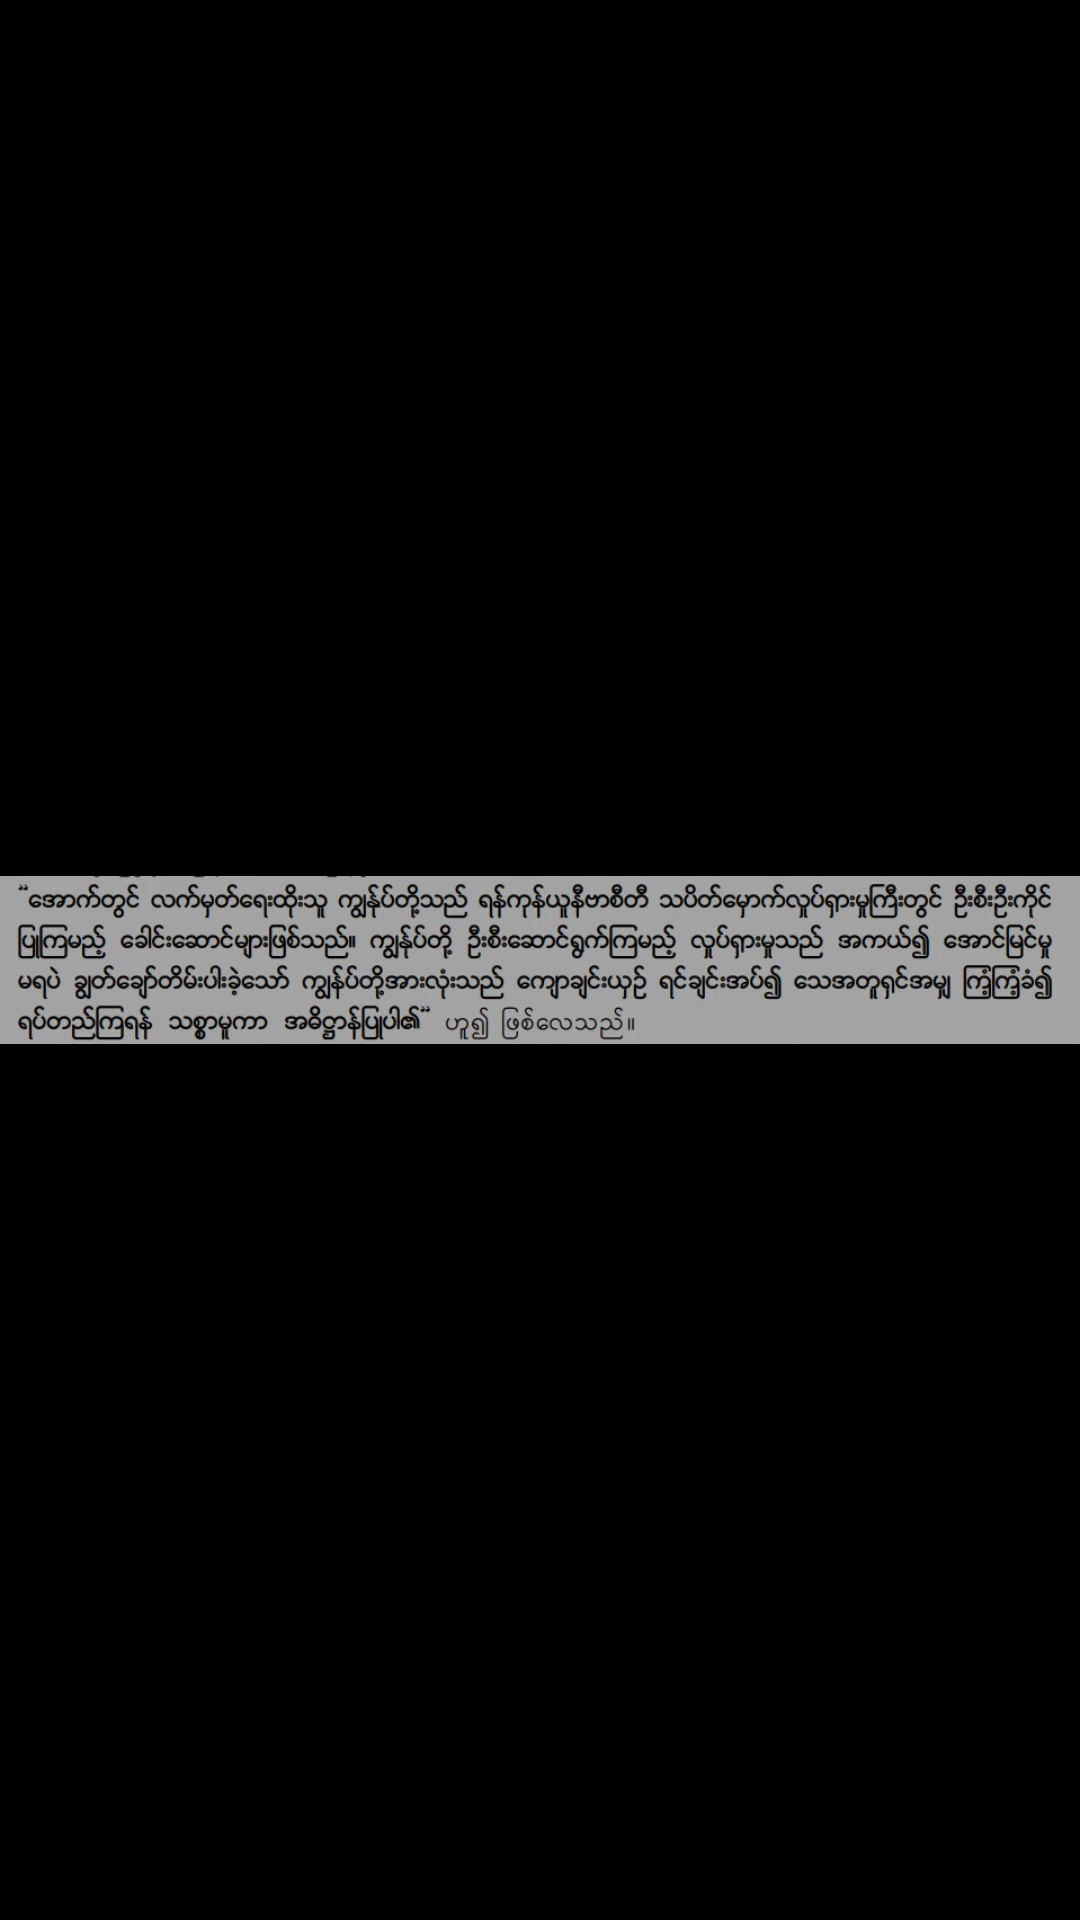 “အောက်တွင် လက်မှတ်ရေးထိုးသူ ကျွန်ုပ်တို့သည် ရန်ကုန်ယူနီဗာစီတီ သပိတ်မှောက်လှုပ်ရှားမှုကြီးတွင် ဦးစီးဦးကိုင်
ပြုကြမည့် ခေါင်းဆောင်များဖြစ်သည်။ ကျွန်ုပ်တို့ ဦးစီးဆောင်ရွက်ကြမည့် လှုပ်ရှားမှုသည် အကယ်၍ အောင်မြင်မှု
မရပဲ ချွတ်ချော်တိမ်းပါးခဲ့သော် ကျွန်ပ်တို့အားလုံးသည် ကျောချင်းယှဉ် ရင်ချင်းအပ်၍ သေအတူရှင်အမျှ ကြံ့ကြံ့ခံ၍
ရပ်တည်ကြရန် သစ္စာမူကာ အဓိဋ္ဌာန်ပြုပါ၏” ဟူ၍ ဖြစ်လေသည်။